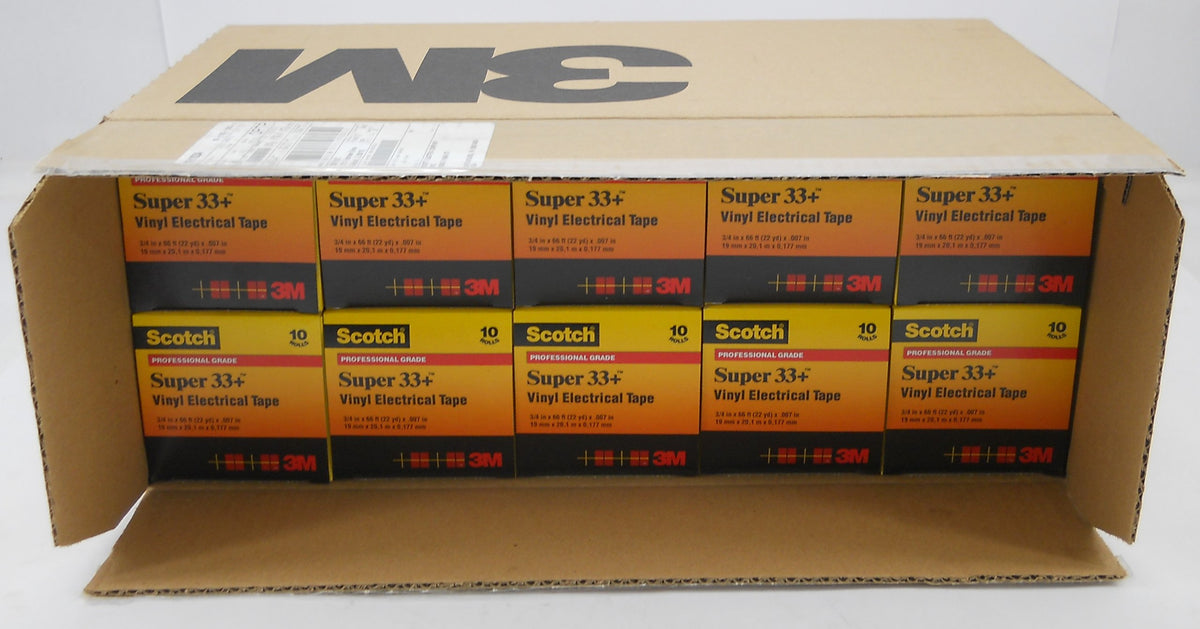 3M
PROFESSIONAL GRADE
Super 33+™ Super 33+™ Super 33+™ Super 33+™ Super 33+™
Vinyl Electrical Tape Vinyl Electrical Tape Vinyl Electrical Tape Vinyl Electrical Tape Vinyl Electrical Tape
3/4 in x 66 ft (22 yd) x .007 in 3/4 in x 66 ft (22 yd) x .007 in 3/4 in x 66 ft (22 yd) x .007 in 3/4 in x 66 ft (22 yd) x .007 in 3/4 in x 66 ft (22 yd) x .007 in
19 mm x 20,1 m x 0,177 mm 19 mm x 20,1 m x 0,177 mm 19 mm x 20,1 m x 0,177 mm 19 mm x 20,1 m x 0,177 mm 19 mm x 20,1 m x 0,177 mm
3M 3M 3M 3M 3M
Scotch® 10 Scotch® 10 Scotch® 10 Scotch® 10 Scotch® 10
ROLLS ROLLS ROLLS ROLLS ROLLS
PROFESSIONAL GRADE PROFESSIONAL GRADE PROFESSIONAL GRADE PROFESSIONAL GRADE PROFESSIONAL GRADE
Super 33+™ Super 33+™ Super 33+™ Super 33+™ Super 33+™
Vinyl Electrical Tape Vinyl Electrical Tape Vinyl Electrical Tape Vinyl Electrical Tape Vinyl Electrical Tape
3/4 in x 66 ft (22 yd) x .007 in 3/4 in x 66 ft (22 yd) x .007 in 3/4 in x 66 ft (22 yd) x .007 in 3/4 in x 66 ft (22 yd) x .007 in 3/4 in x 66 ft (22 yd) x .007 in
19 mm x 20,1 m x 0,177 mm 19 mm x 20,1 m x 0,177 mm 19 mm x 20,1 m x 0,177 mm 19 mm x 20,1 m x 0,177 mm 19 mm x 20,1 m x 0,177 mm
3M 3M 3M 3M 3M